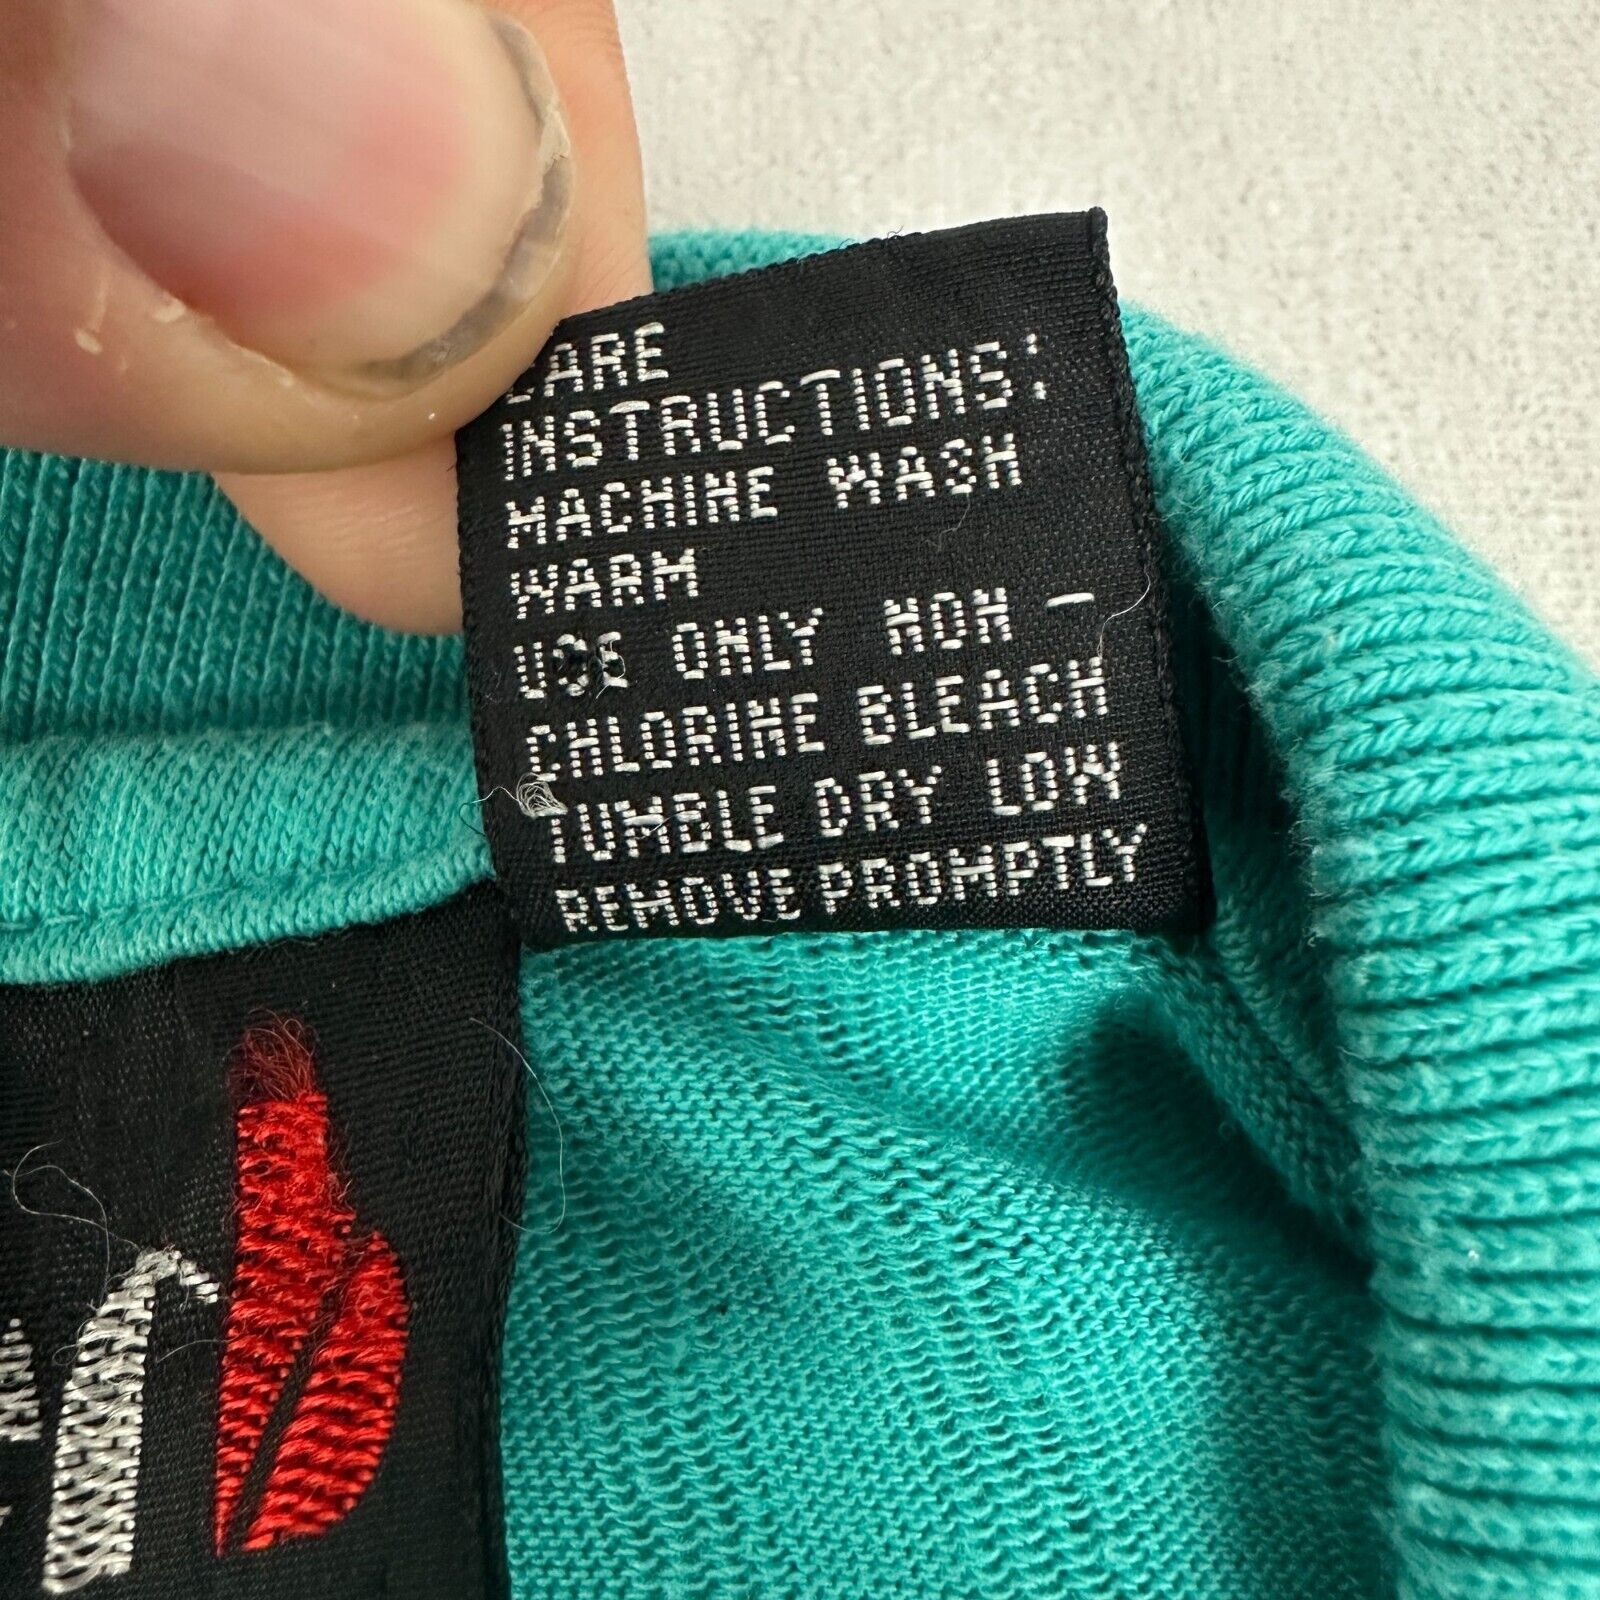 CARE
INSTRUCTIONS:
MACHINE WASH
WARM
USE ONLY NON-
CHLORINE BLEACH
TUMBLE DRY LOW
REMOVE PROMPTLY